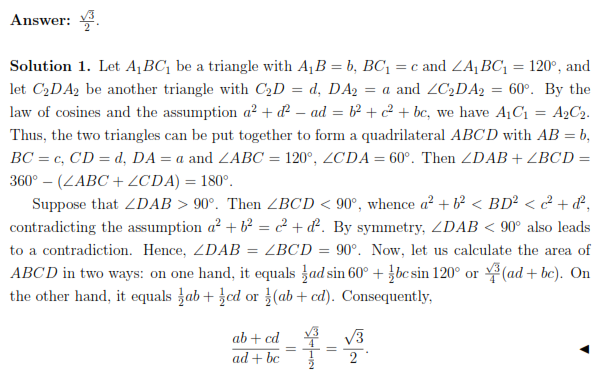 Answer: √3/2.
Solution 1. Let A₁BC₁ be a triangle with A₁B = b, BC₁ = c and ∠A₁BC₁ = 120°, and
let C₂DA₂ be another triangle with C₂D = d, DA₂ = a and ∠C₂DA₂ = 60°. By the
law of cosines and the assumption a² + d² − ad = b² + c² + bc, we have A₁C₁ = A₂C₂.
Thus, the two triangles can be put together to form a quadrilateral ABCD with AB = b,
BC = c, CD = d, DA = a and ∠ABC = 120°, ∠CDA = 60°. Then ∠DAB + ∠BCD =
360° − (∠ABC + ∠CDA) = 180°.
Suppose that ∠DAB > 90°. Then ∠BCD < 90°, whence a² + b² < BD² < c² + d²,
contradicting the assumption a² + b² = c² + d². By symmetry, ∠DAB < 90° also leads
to a contradiction. Hence, ∠DAB = ∠BCD = 90°. Now, let us calculate the area of
ABCD in two ways: on one hand, it equals ½ad sin 60° + ½bc sin 120° or √3/4(ad + bc). On
the other hand, it equals ½ab + ½cd or ½(ab + cd). Consequently,
(ab + cd)/(ad + bc) = (√3/4)/(1/2) = √3/2. ◄